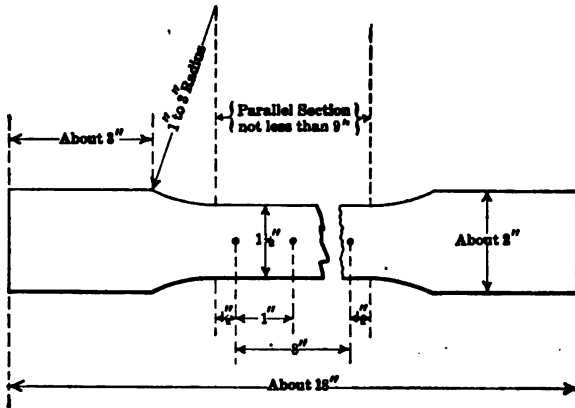 1″ to 3″ Radius
{ Parallel Section }
{ not less than 9″ }
About 3″
1½″
About 2″
1″
8″
About 18″